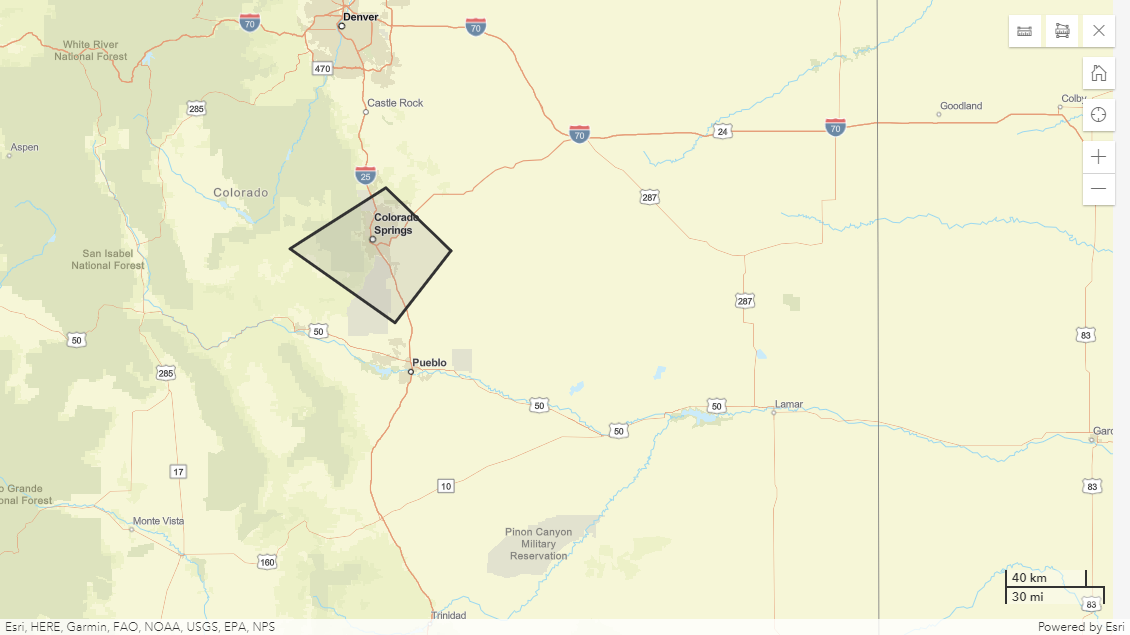 70
Denver
70
White River
National Forest
470
285
Castle Rock
Goodland
Colby
70
24
70
Aspen
25
Colorado
287
Colorado
Springs
San Isabel
National Forest
287
50
50
83
Pueblo
285
50
50
Lamar
50
Gard
17
10
83
o Grande
onal Forest
Monte Vista
Pinon Canyon
Military
Reservation
160
40 km
30 mi
83
Trinidad
Esri, HERE, Garmin, FAO, NOAA, USGS, EPA, NPS
Powered by Esri